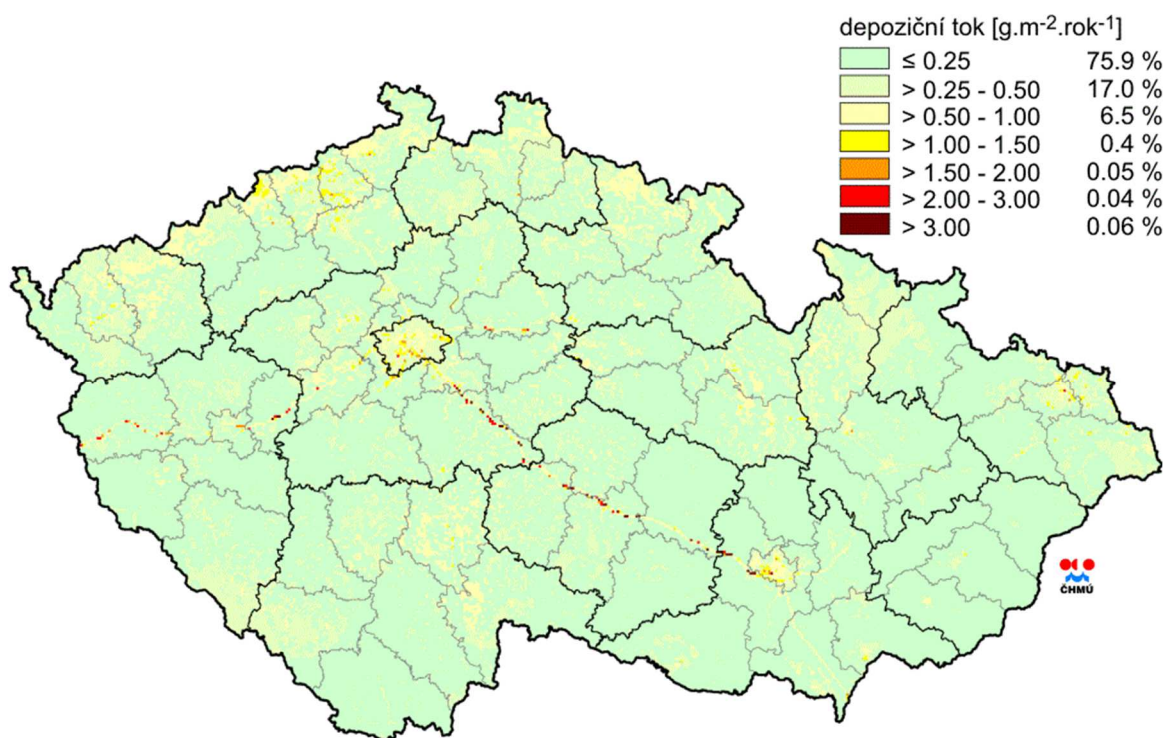 depoziční tok [g.m-2.rok-1]
≤ 0.25 75.9 %
> 0.25 - 0.50 17.0 %
> 0.50 - 1.00 6.5 %
> 1.00 - 1.50 0.4 %
> 1.50 - 2.00 0.05 %
> 2.00 - 3.00 0.04 %
> 3.00 0.06 %
ČHMÚ